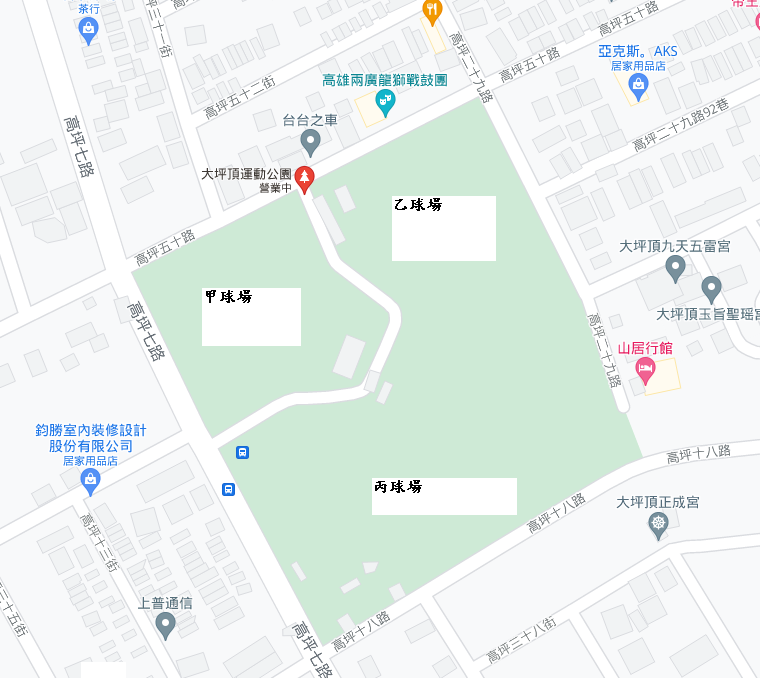 茶行
高坪三十一街
高坪五十二街
高坪二十九路
高坪五十路
高坪五十路
亞克斯。AKS
居家用品店
高雄兩廣龍獅戰鼓團
台台之車
高坪二十九路92巷
高坪七路
大坪頂運動公園
營業中
乙球場
高坪五十路
大坪頂九天五雷宮
甲球場
大坪頂玉旨聖瑶宮
高坪七路
高坪二十九路
山居行館
鈞勝室內裝修設計
股份有限公司
居家用品店
高坪十八路
丙球場
大坪頂正成宮
高坪十八路
高坪十三街
上普通信
高坪十八路
高坪三十八街
高坪七路